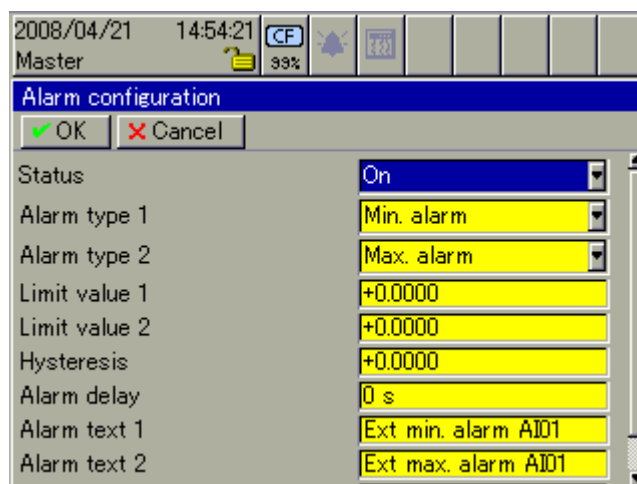 2008/04/21 14:54:21 CF
Master 99%
Alarm configuration
OK Cancel
Status On
Alarm type 1 Min. alarm
Alarm type 2 Max. alarm
Limit value 1 +0.0000
Limit value 2 +0.0000
Hysteresis +0.0000
Alarm delay 0 s
Alarm text 1 Ext min. alarm AI01
Alarm text 2 Ext max. alarm AI01